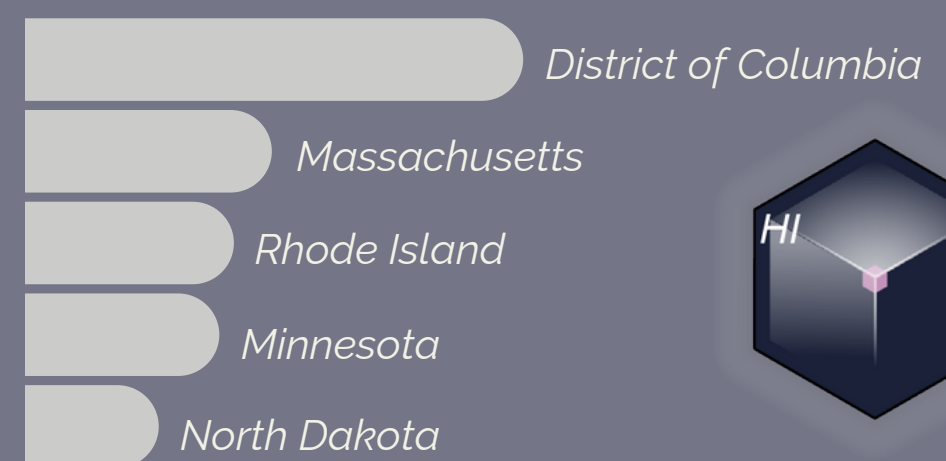 District of Columbia
Massachusetts
HI
Rhode Island
Minnesota
North Dakota